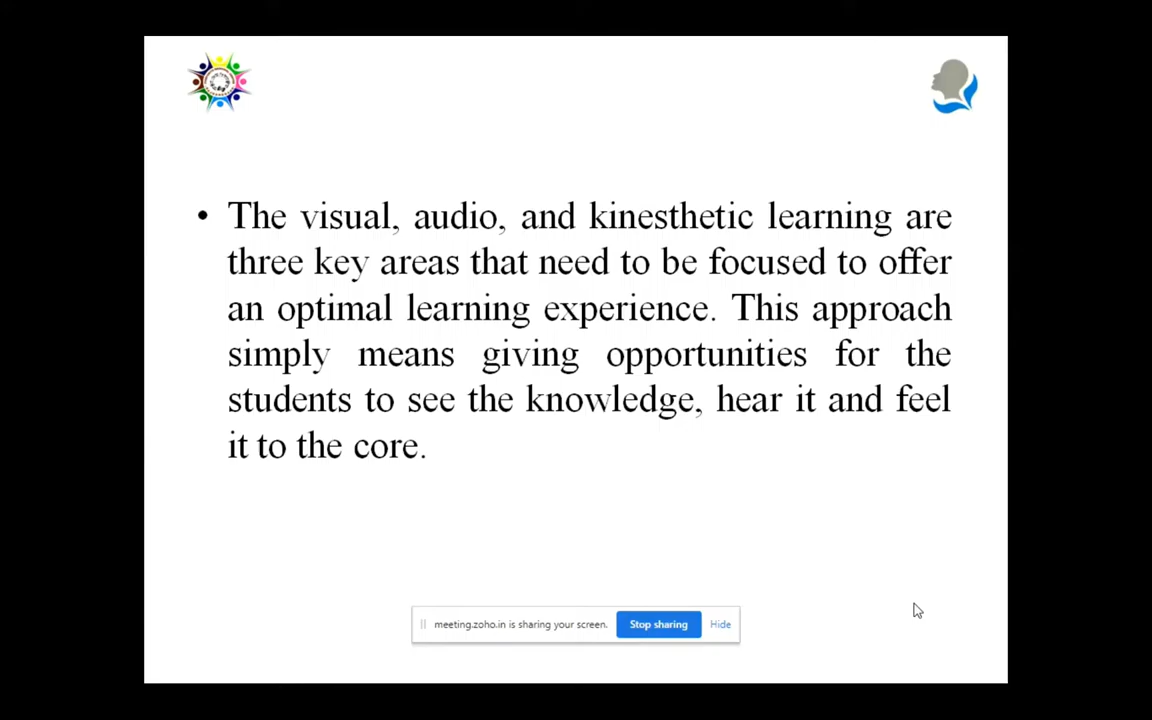 • The visual, audio, and kinesthetic learning are
three key areas that need to be focused to offer
an optimal learning experience. This approach
simply means giving opportunities for the
students to see the knowledge, hear it and feel
it to the core.
meeting.zoho.in is sharing your screen. Stop sharing Hide